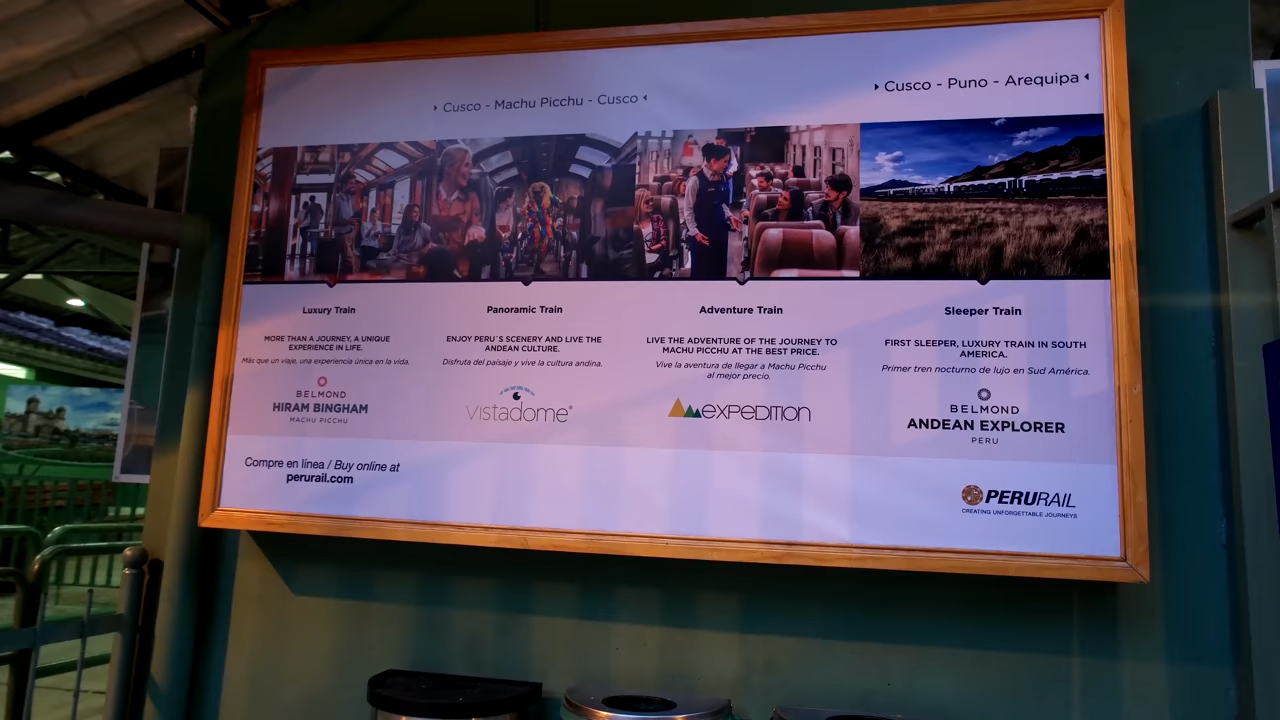 Cusco - Machu Picchu - Cusco
Cusco - Puno - Arequipa
Luxury Train
MORE THAN A JOURNEY, A UNIQUE
EXPERIENCE IN LIFE.
Más que un viaje, una experiencia única en la vida.
BELMOND
HIRAM BINGHAM
MACHU PICCHU
Panoramic Train
ENJOY PERU´S SCENERY AND LIVE THE
ANDEAN CULTURE.
Disfruta del paisaje y vive la cultura andina.
vistadome®
Adventure Train
LIVE THE ADVENTURE OF THE JOURNEY TO
MACHU PICCHU AT THE BEST PRICE.
Vive la aventura de llegar a Machu Picchu
al mejor precio.
expedition
Sleeper Train
FIRST SLEEPER, LUXURY TRAIN IN SOUTH
AMERICA.
Primer tren nocturno de lujo en Sud América.
BELMOND
ANDEAN EXPLORER
PERU
Compre en línea / Buy online at
perurail.com
PERURAIL
CREATING UNFORGETTABLE JOURNEYS